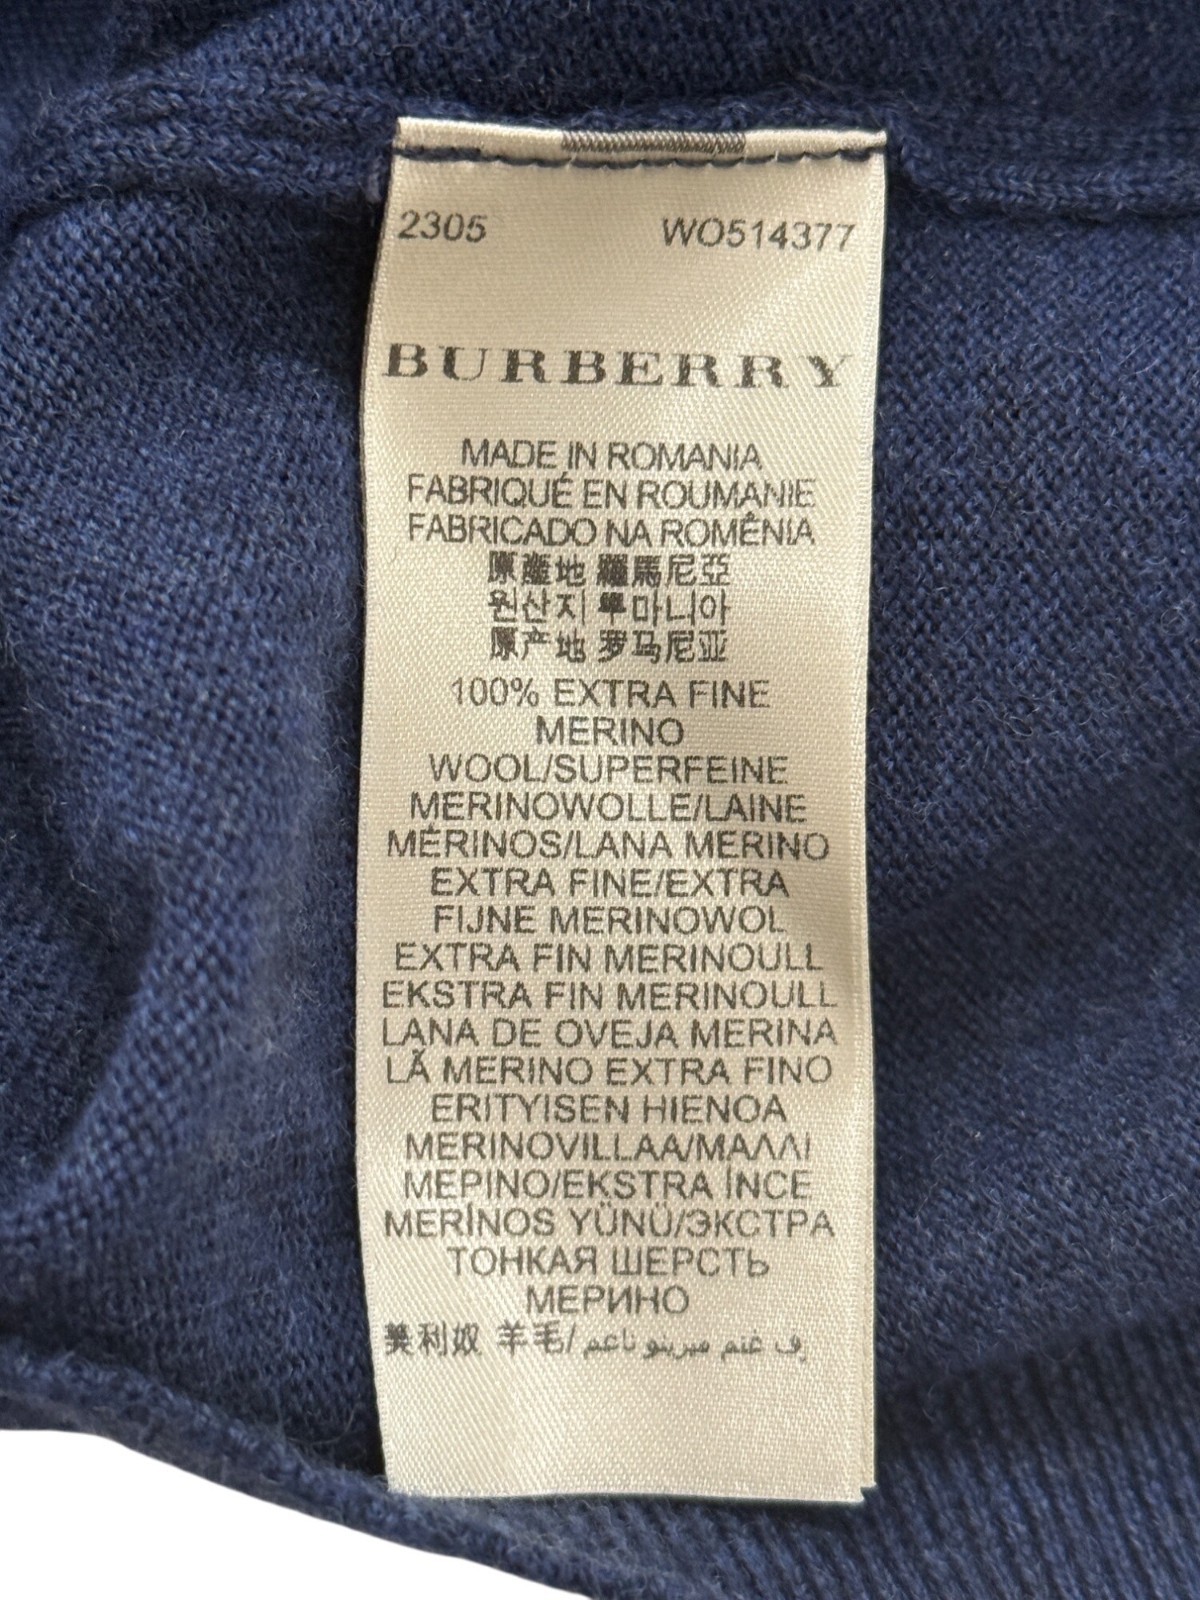 2305 WO514377
BURBERRY
MADE IN ROMANIA
FABRIQUÉ EN ROUMANIE
FABRICADO NA ROMÊNIA
原産地 羅馬尼亞
원산지 루마니아
原产地 罗马尼亚
100% EXTRA FINE
MERINO
WOOL/SUPERFEINE
MERINOWOLLE/LAINE
MÉRINOS/LANA MERINO
EXTRA FINE/EXTRA
FIJNE MERINOWOL
EXTRA FIN MERINOULL
EKSTRA FIN MERINOULL
LANA DE OVEJA MERINA
LÃ MERINO EXTRA FINO
ERITYISEN HIENOA
MERINOVILLAA/ΜΑΛΛΙ
ΜΕΡΙΝΟ/EKSTRA İNCE
MERİNOS YÜNÜ/ЭКСТРА
ТОНКАЯ ШЕРСТЬ
МЕРИНО
美利奴 羊毛/ف غنم مرينو ناعم